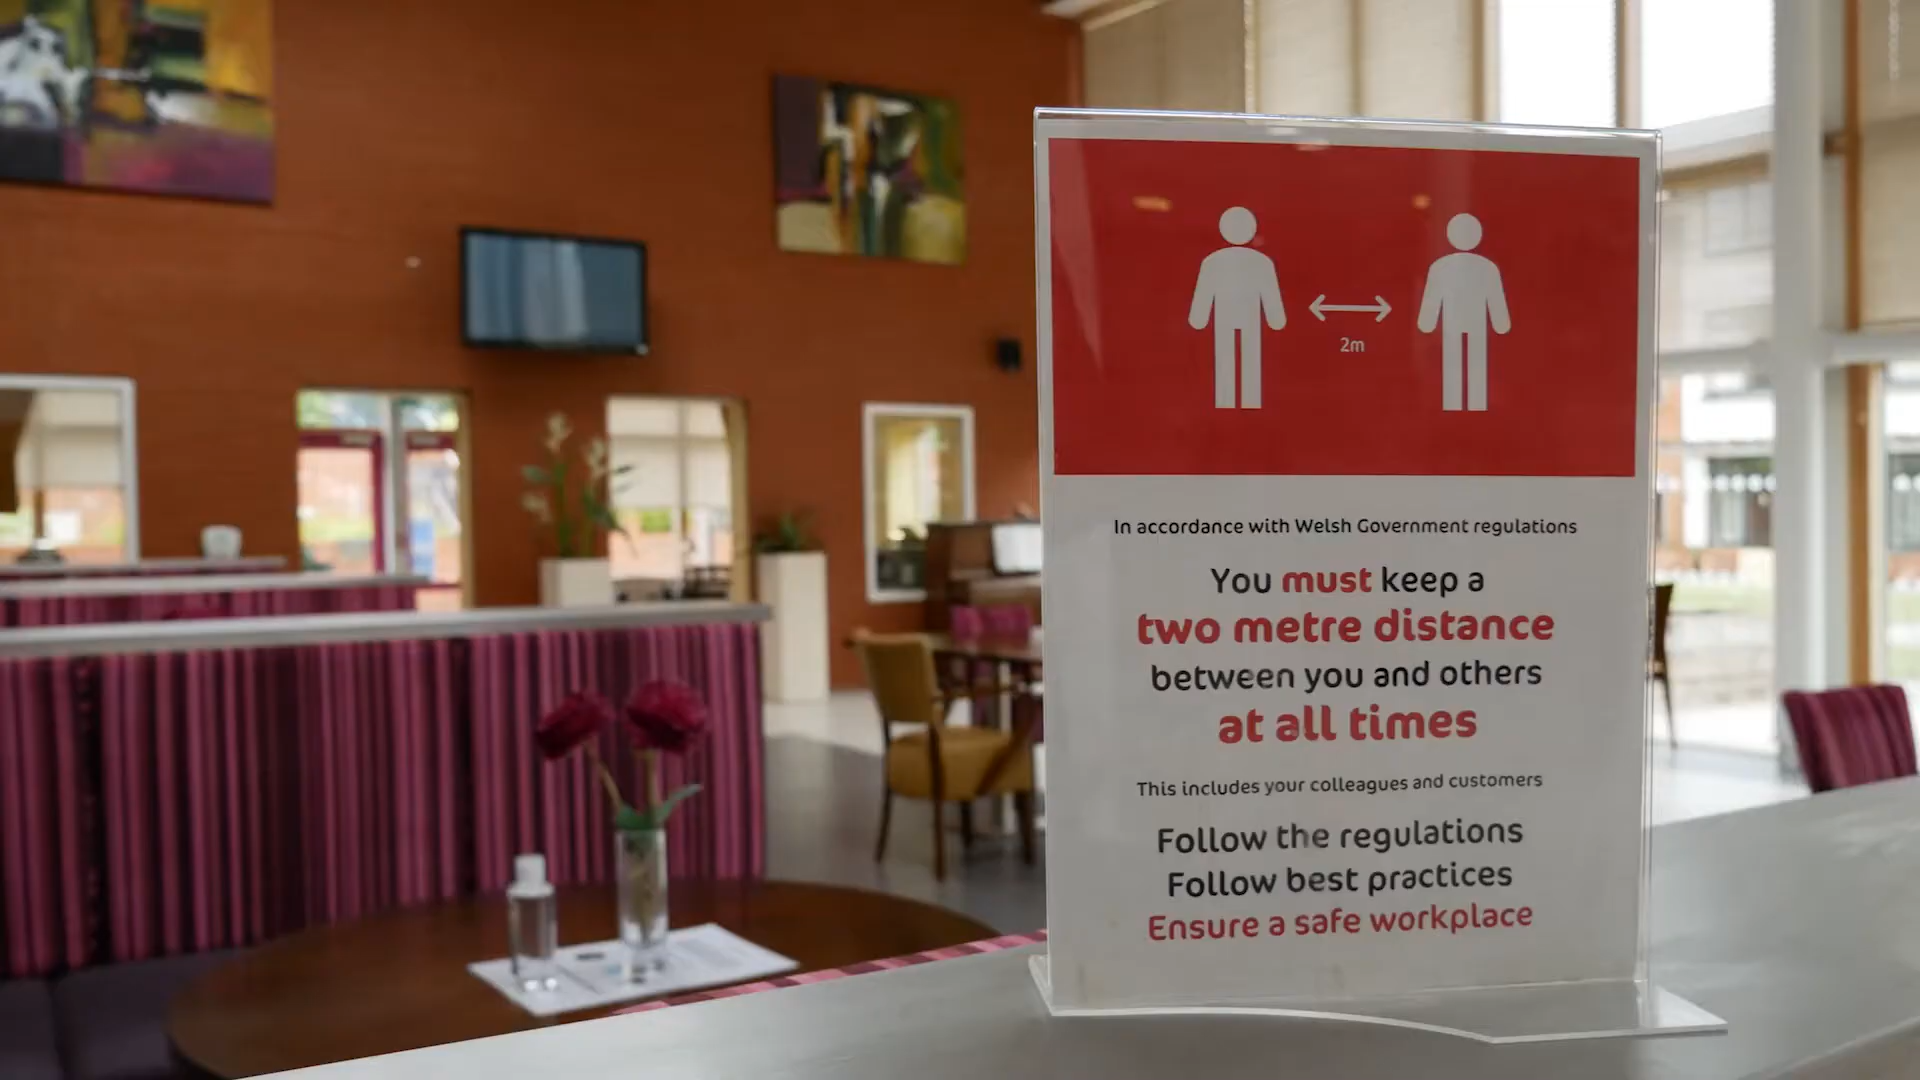 2m
In accordance with Welsh Government regulations
You must keep a
two metre distance
between you and others
at all times
This includes your colleagues and customers
Follow the regulations
Follow best practices
Ensure a safe workplace